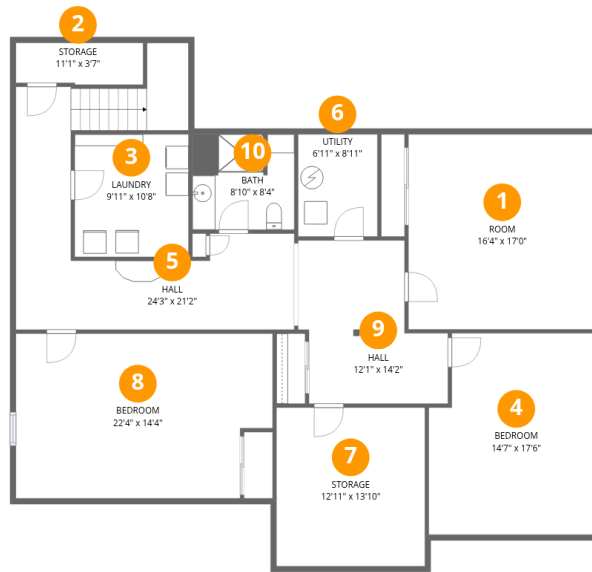 2
STORAGE
11'1" x 3'7"
6
UTILITY
6'11" x 8'11"
3
LAUNDRY
9'11" x 10'8"
10
BATH
8'10" x 8'4"
1
ROOM
16'4" x 17'0"
5
HALL
24'3" x 21'2"
9
HALL
12'1" x 14'2"
8
BEDROOM
22'4" x 14'4"
4
BEDROOM
14'7" x 17'6"
7
STORAGE
12'11" x 13'10"